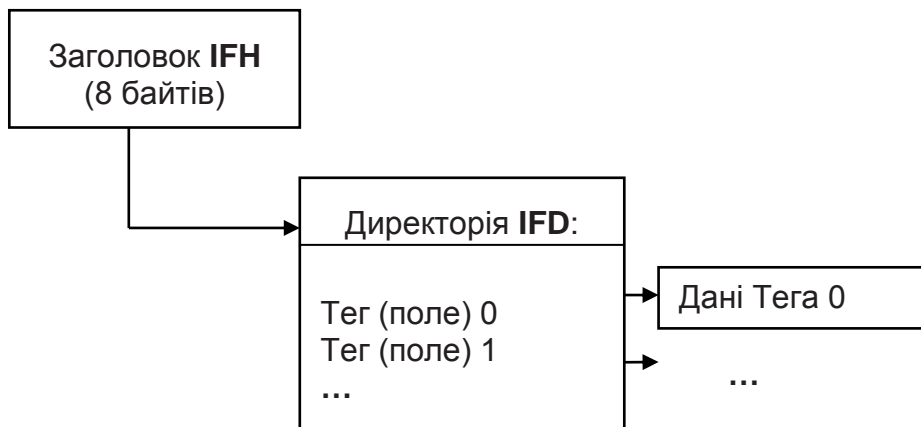 Заголовок IFH
(8 байтів)
Директорія IFD:
Тег (поле) 0
Тег (поле) 1
...
Дані Тега 0
...